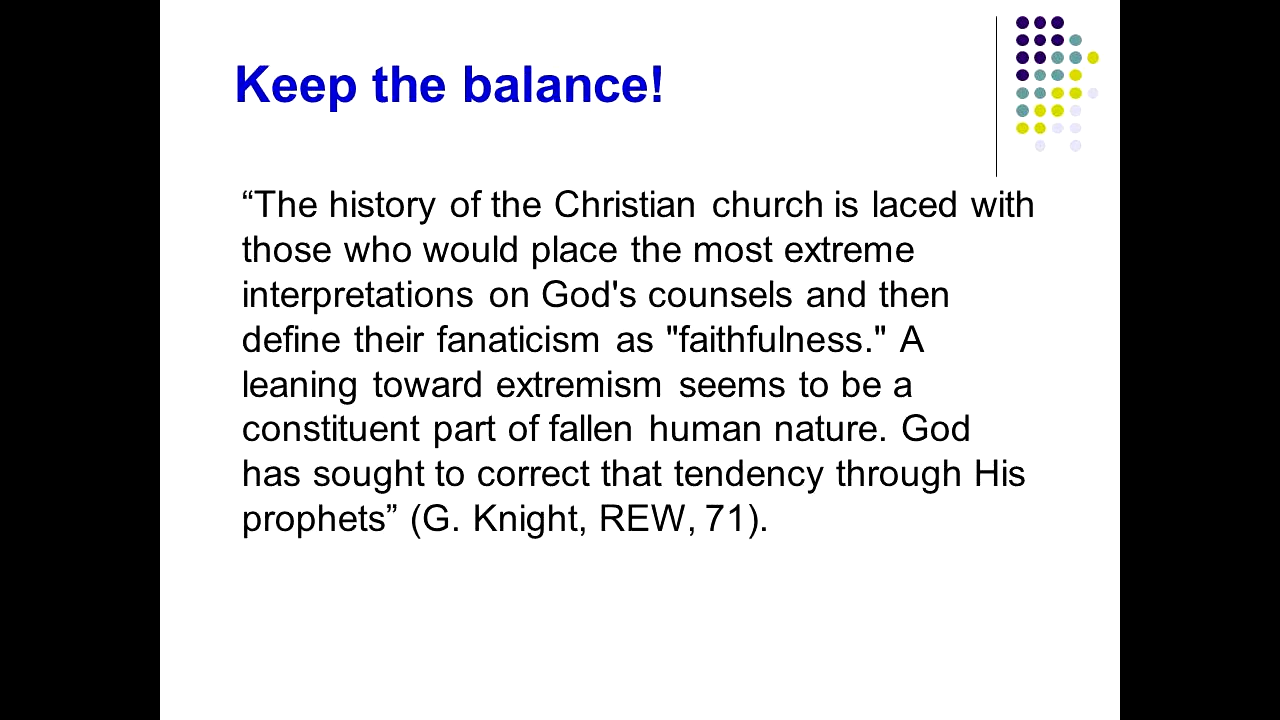 Keep the balance!
“The history of the Christian church is laced with
those who would place the most extreme
interpretations on God's counsels and then
define their fanaticism as "faithfulness." A
leaning toward extremism seems to be a
constituent part of fallen human nature. God
has sought to correct that tendency through His
prophets” (G. Knight, REW, 71).